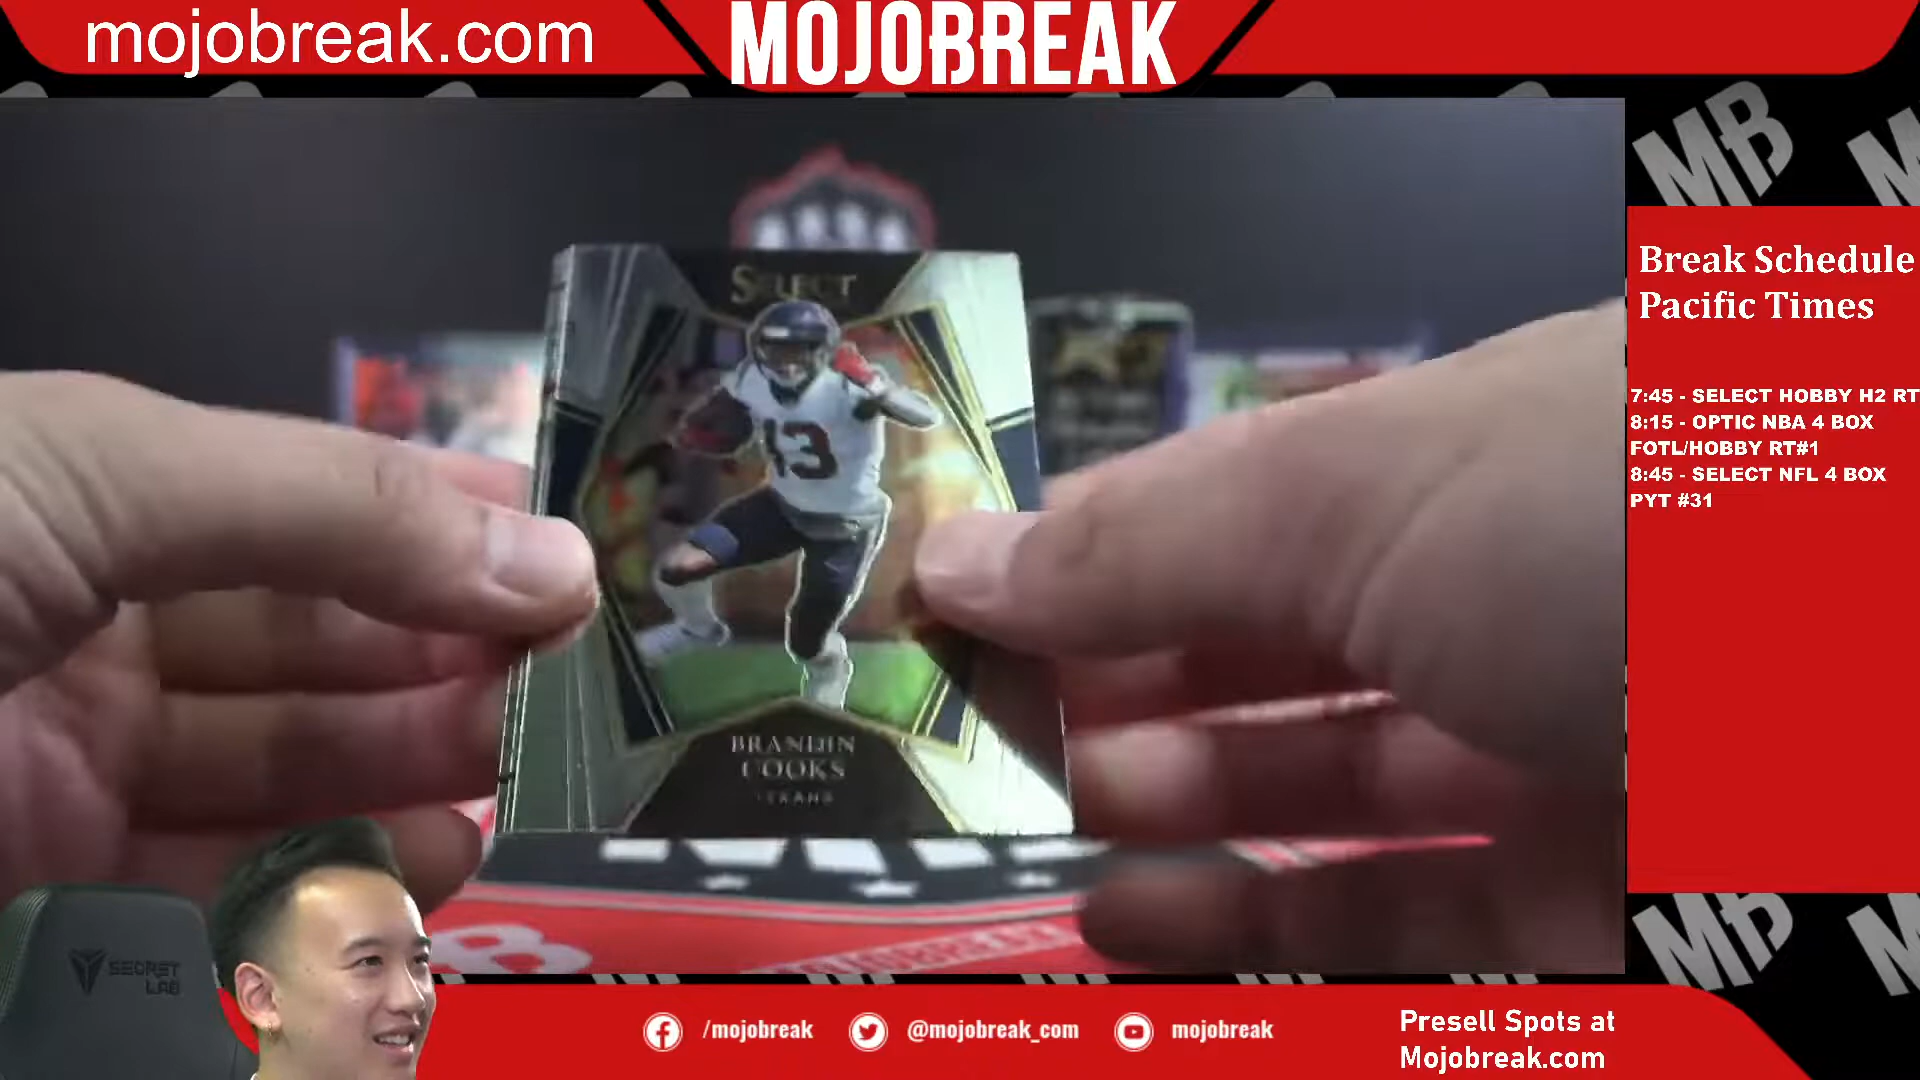 mojobreak.com
MOJOBREAK
MB
Break Schedule
Pacific Times
7:45 - SELECT HOBBY H2 RT
8:15 - OPTIC NBA 4 BOX
FOTL/HOBBY RT#1
8:45 - SELECT NFL 4 BOX
PYT #31
SELECT
13
BRANDIN
COOKS
TEXANS
SECRET
LAB
MB
/mojobreak
@mojobreak_com
mojobreak
Presell Spots at
Mojobreak.com